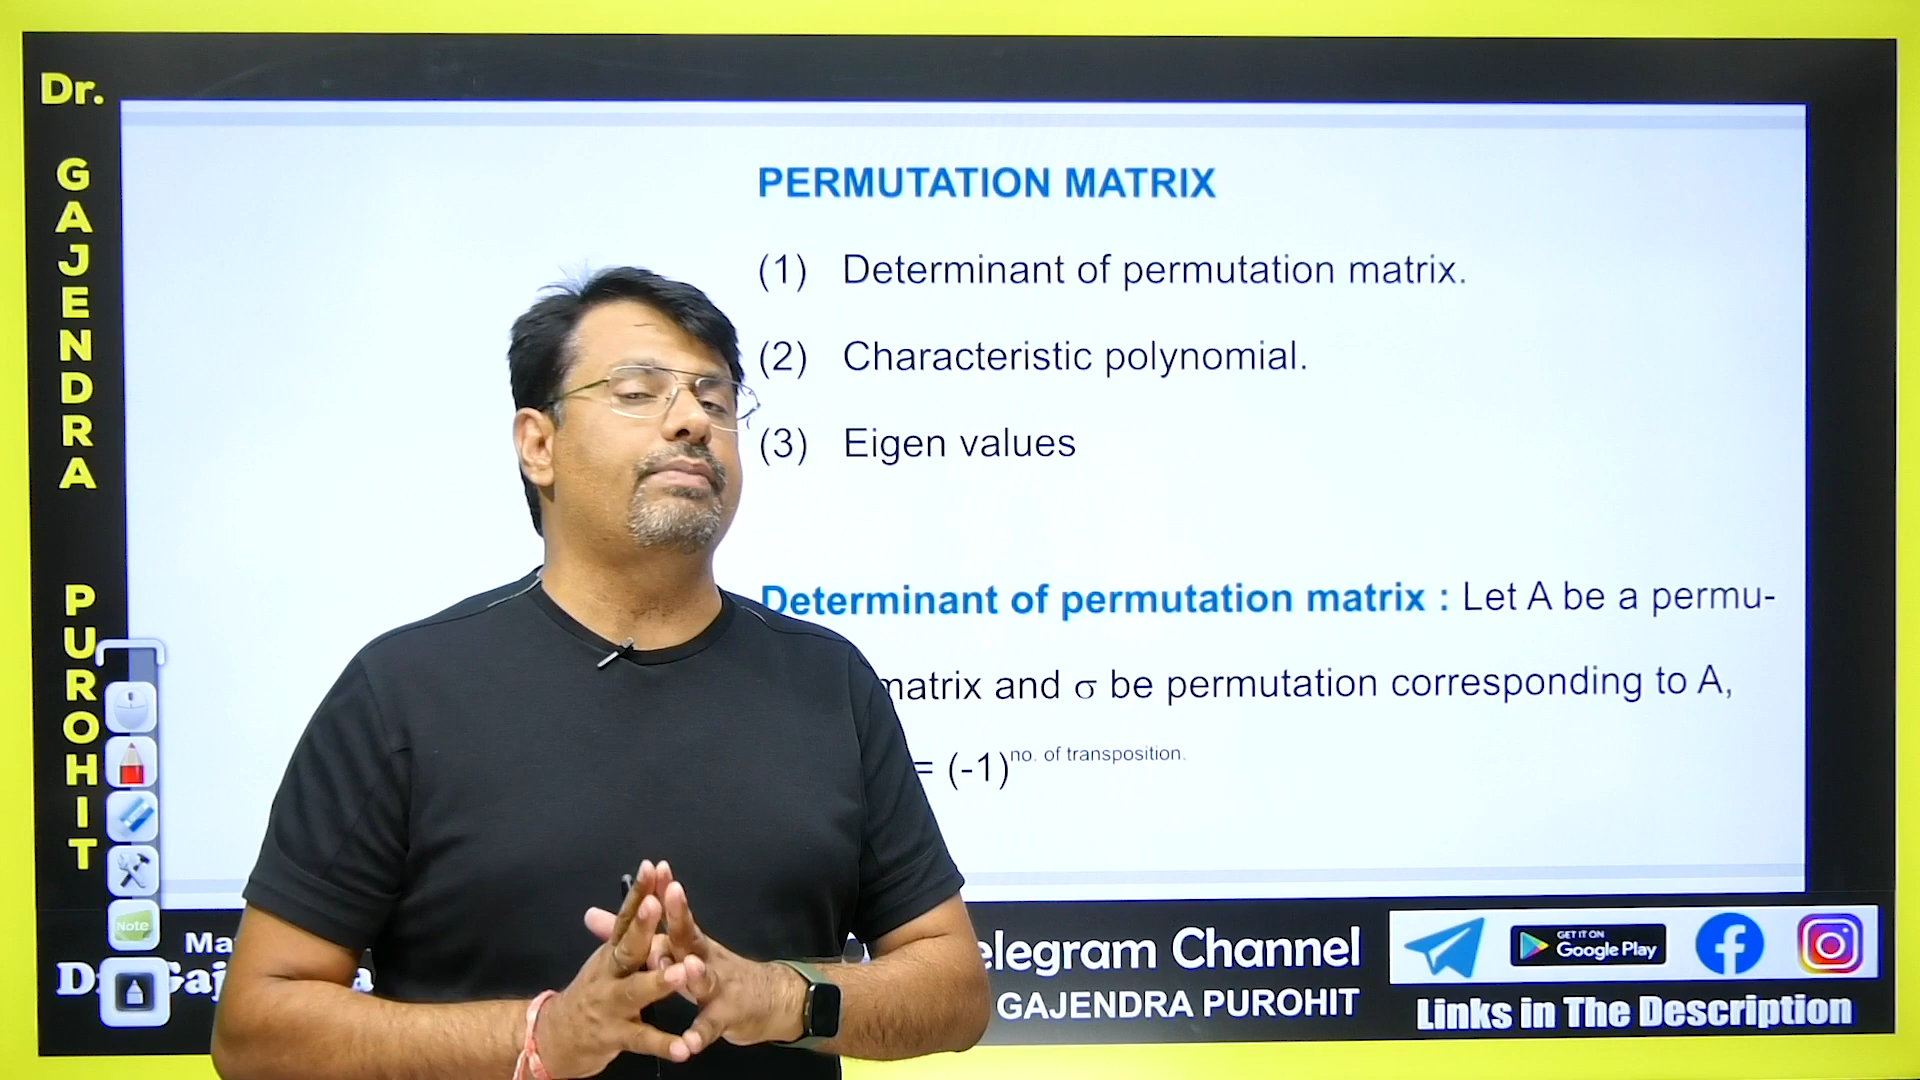 Dr.
GAJENDRA
PUROHIT
PERMUTATION MATRIX
(1) Determinant of permutation matrix.
(2) Characteristic polynomial.
(3) Eigen values
Determinant of permutation matrix : Let A be a permu-
matrix and σ be permutation corresponding to A,
= (-1)no. of transposition.
Note
elegram Channel
GAJENDRA PUROHIT
GET IT ON
Google Play
Links in The Description